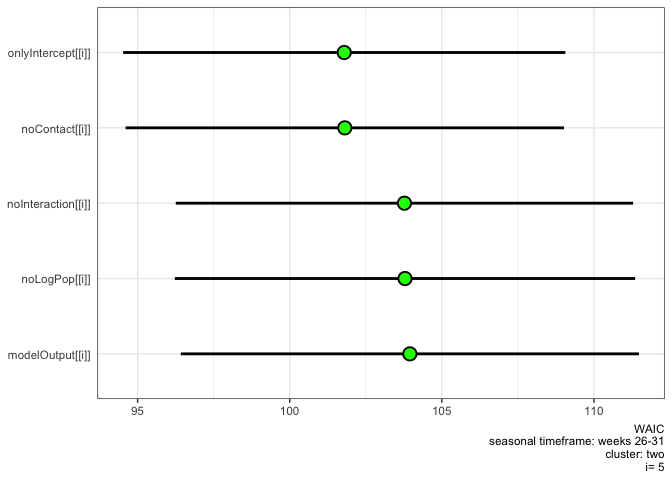 onlyIntercept[[i]]
noContact[[i]]
noInteraction[[i]]
noLogPop[[i]]
modelOutput[[i]]
95 100 105 110
WAIC
seasonal timeframe: weeks 26-31
cluster: two
i= 5